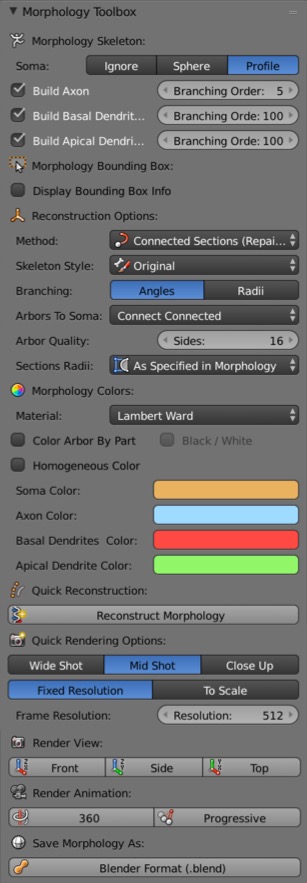 Morphology Toolbox
Morphology Skeleton:
Soma: Ignore Sphere Profile
Build Axon Branching Order: 5
Build Basal Dendrit... Branching Orde: 100
Build Apical Dendri... Branching Orde: 100
Morphology Bounding Box:
Display Bounding Box Info
Reconstruction Options:
Method: Connected Sections (Repai...
Skeleton Style: Original
Branching: Angles Radii
Arbors To Soma: Connect Connected
Arbor Quality: Sides: 16
Sections Radii: As Specified in Morphology
Morphology Colors:
Material: Lambert Ward
Color Arbor By Part Black / White
Homogeneous Color
Soma Color:
Axon Color:
Basal Dendrites Color:
Apical Dendrite Color:
Quick Reconstruction:
Reconstruct Morphology
Quick Rendering Options:
Wide Shot Mid Shot Close Up
Fixed Resolution To Scale
Frame Resolution: Resolution: 512
Render View:
Front Side Top
Render Animation:
360 Progressive
Save Morphology As:
Blender Format (.blend)